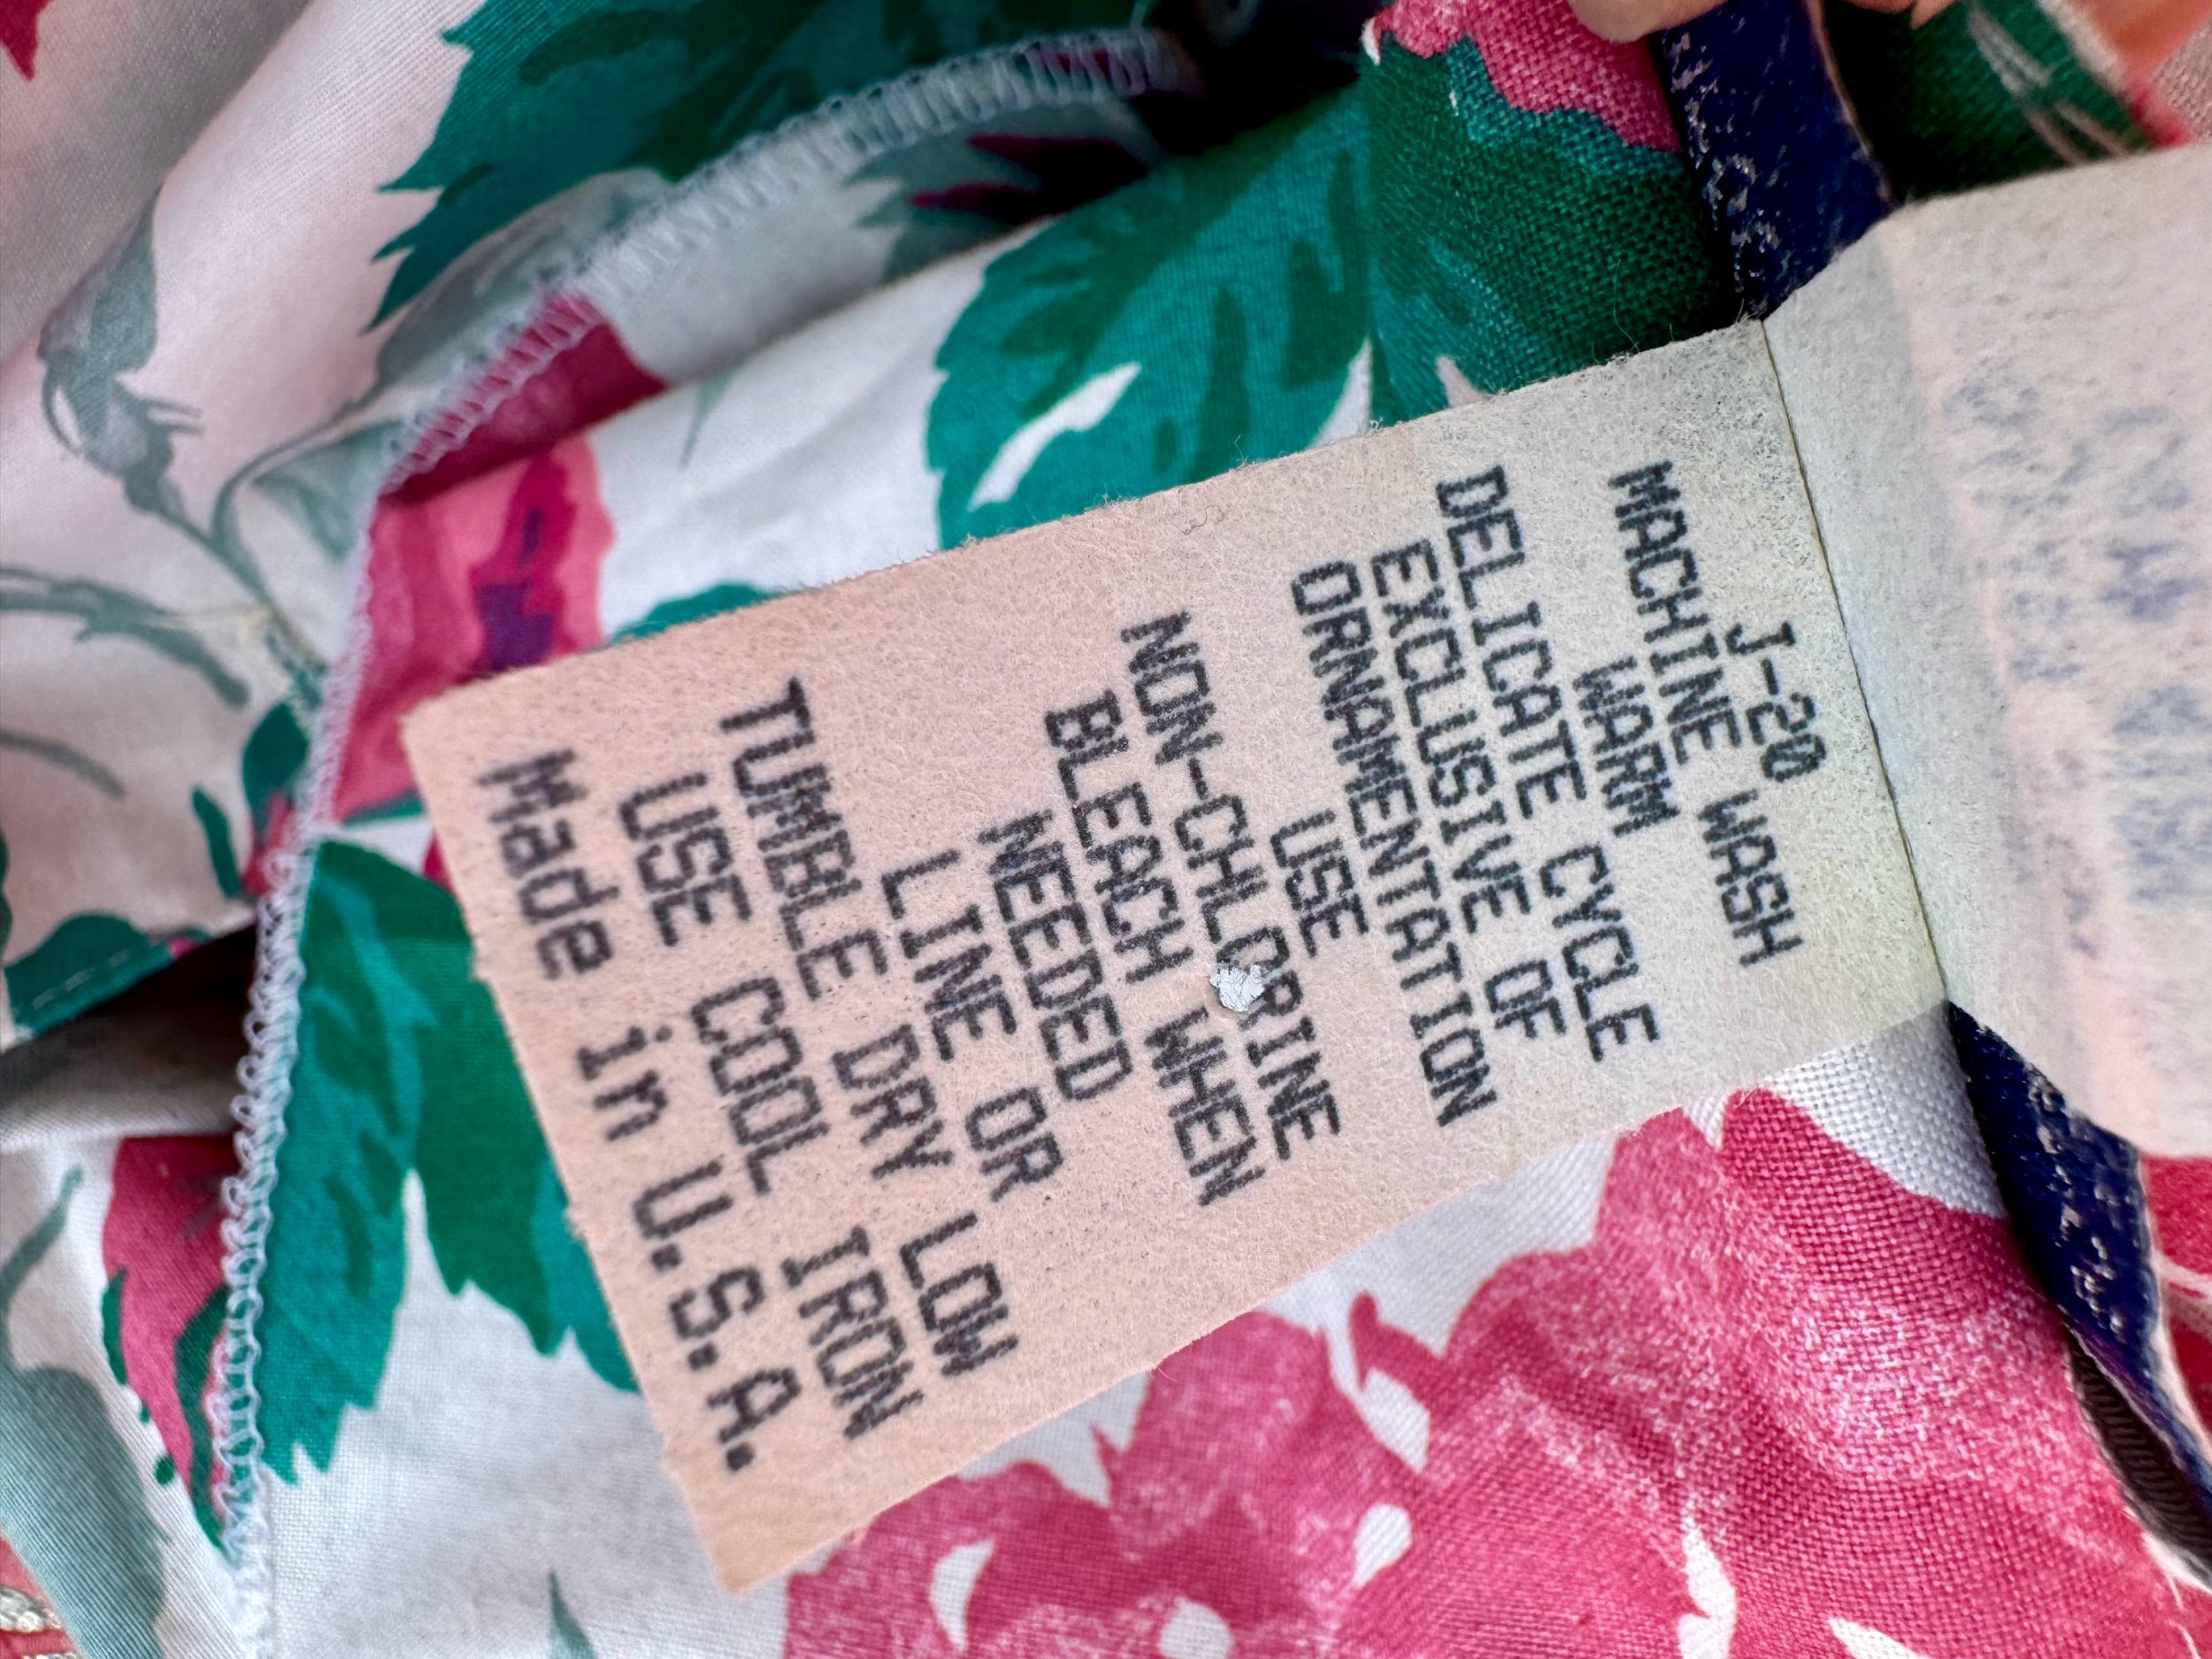 J-20
MACHINE WASH
WARM
DELICATE CYCLE
EXCLUSIVE OF
ORNAMENTATION
USE
NON-CHLORINE
BLEACH WHEN
NEEDED
LINE OR
TUMBLE DRY LOW
USE COOL IRON
Made in U.S.A.